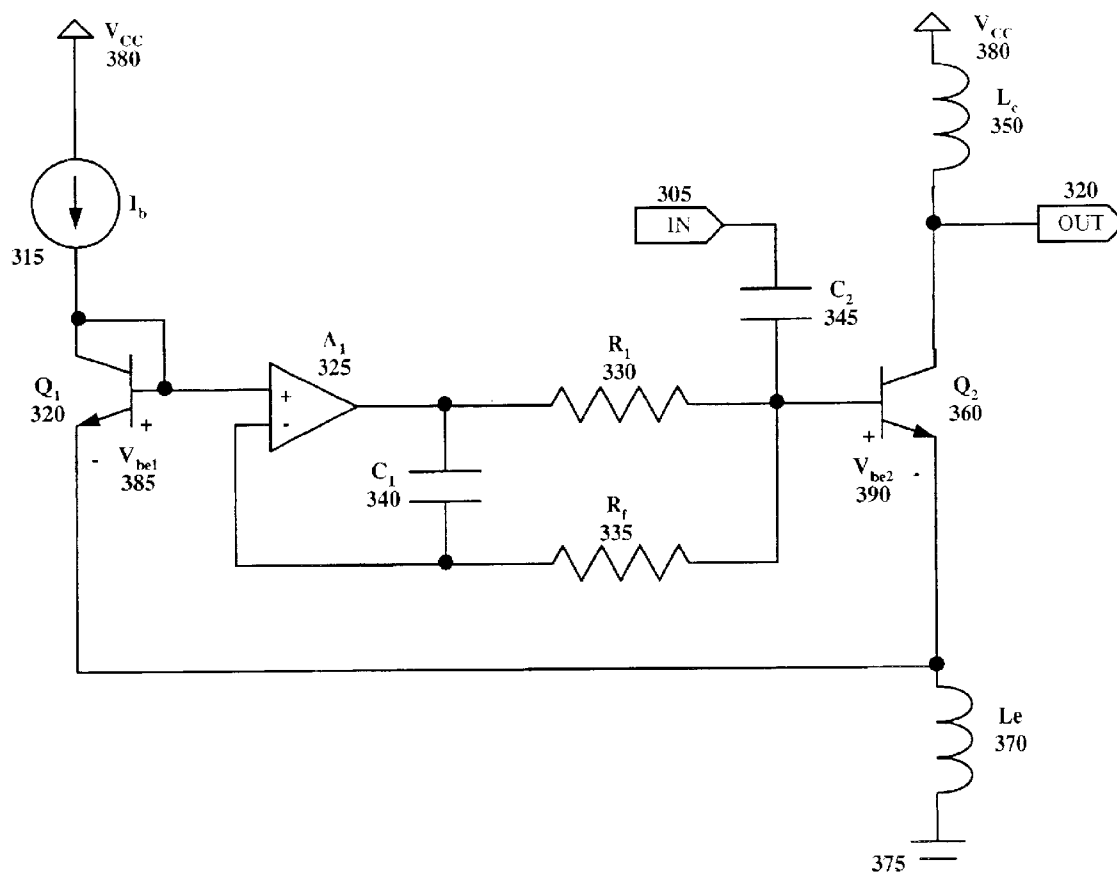 V_CC
380
V_CC
380
L_c
350
I_b
315
305
IN
320
OUT
C_2
345
A_1
325
R_1
330
Q_1
320
+
-
Q_2
360
+
-
V_be1
385
C_1
340
R_f
335
+
-
V_be2
390
Le
370
375